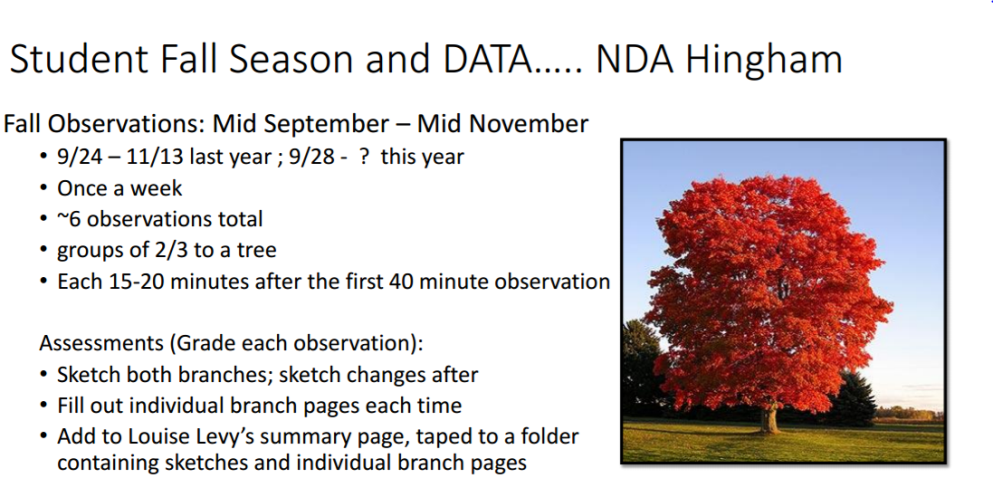 Student Fall Season and DATA..... NDA Hingham
Fall Observations: Mid September – Mid November
• 9/24 – 11/13 last year ; 9/28 - ? this year
• Once a week
• ~6 observations total
• groups of 2/3 to a tree
• Each 15-20 minutes after the first 40 minute observation
Assessments (Grade each observation):
• Sketch both branches; sketch changes after
• Fill out individual branch pages each time
• Add to Louise Levy’s summary page, taped to a folder
containing sketches and individual branch pages